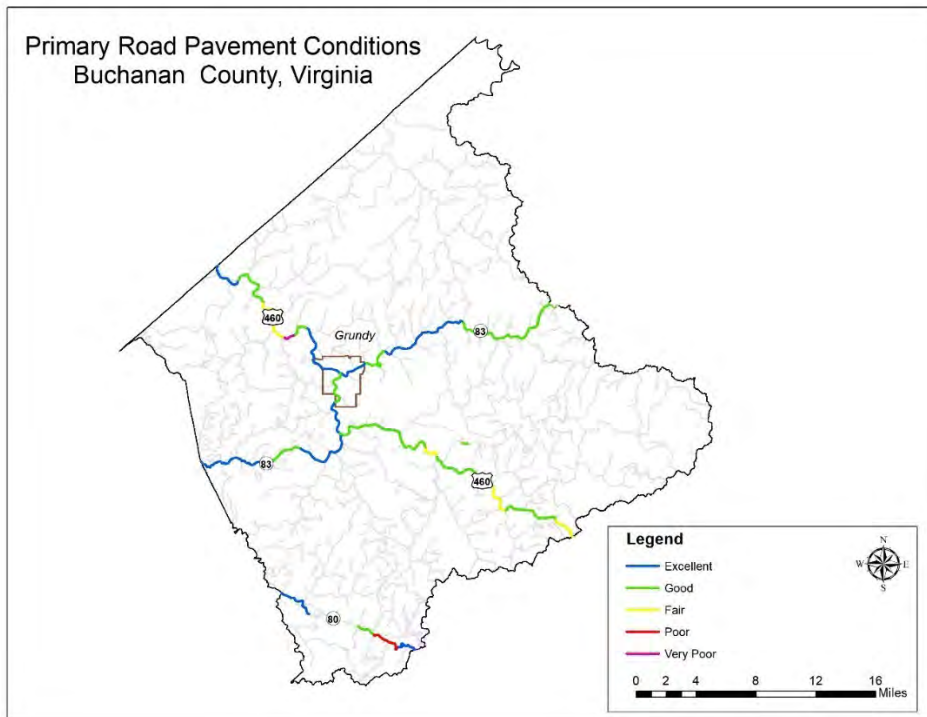 Primary Road Pavement Conditions
Buchanan County, Virginia
460
Grundy
83
83
460
80
Legend
Excellent
Good
Fair
Poor
Very Poor
N
W E
S
0 2 4 8 12 16
Miles